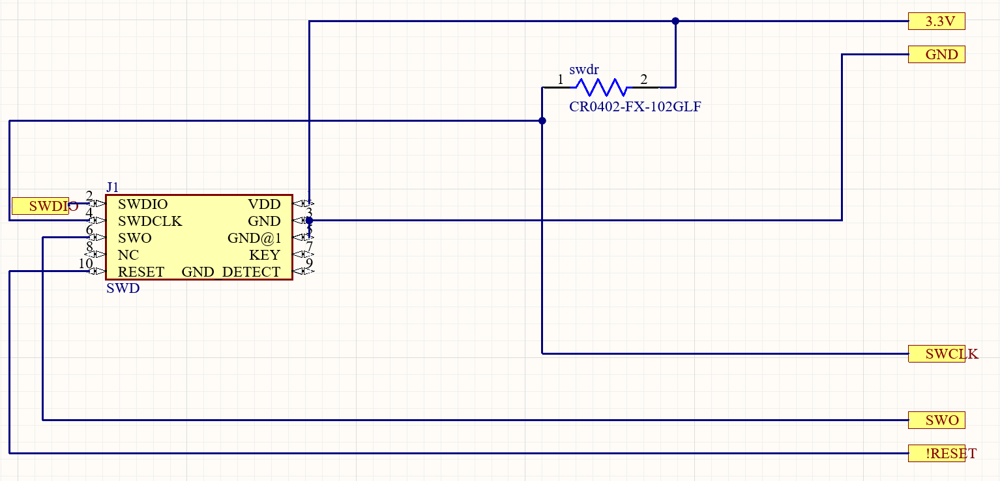 3.3V
GND
swdr
1 2
CR0402-FX-102GLF
J1
SWDIO 2 SWDIO VDD
4 SWDCLK GND 3
6 SWO GND@1 5
8 NC KEY 7
10 RESET GND DETECT 9
SWD
SWCLK
SWO
!RESET